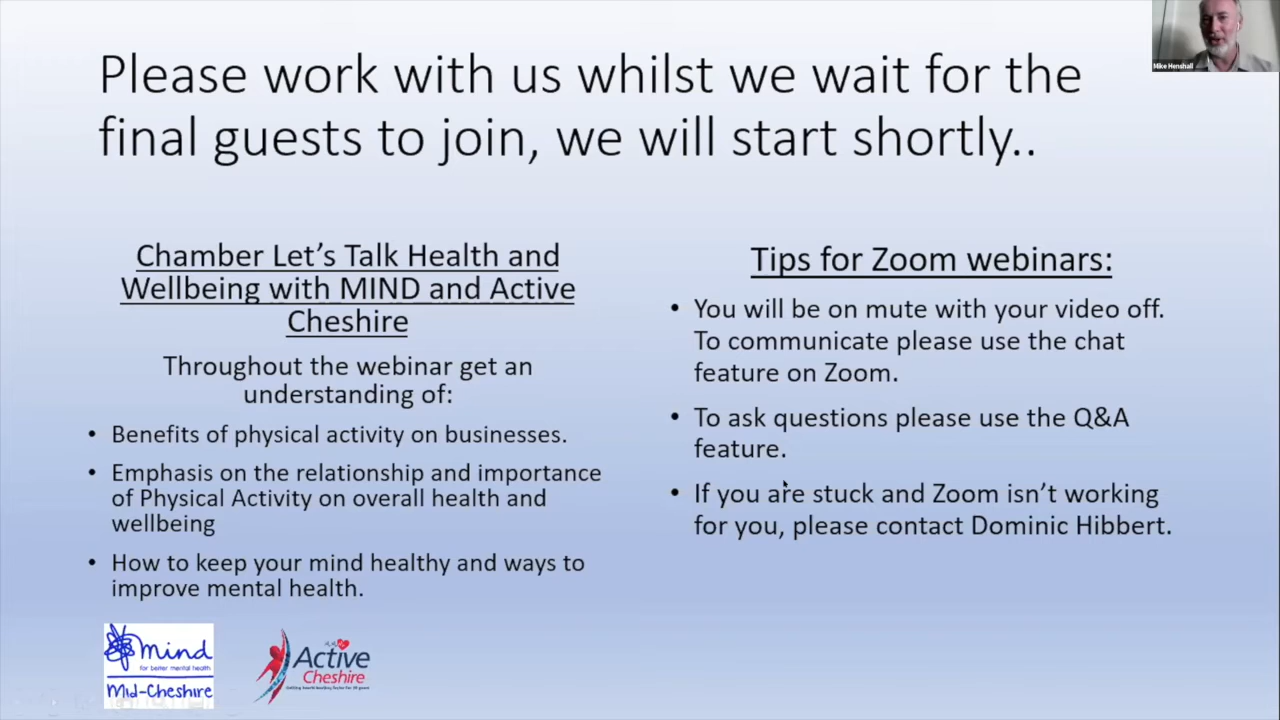 Please work with us whilst we wait for the
final guests to join, we will start shortly..
Mike Henshall
Chamber Let’s Talk Health and
Wellbeing with MIND and Active
Cheshire
Throughout the webinar get an
understanding of:
• Benefits of physical activity on businesses.
• Emphasis on the relationship and importance
of Physical Activity on overall health and
wellbeing
• How to keep your mind healthy and ways to
improve mental health.
Tips for Zoom webinars:
• You will be on mute with your video off.
To communicate please use the chat
feature on Zoom.
• To ask questions please use the Q&A
feature.
• If you are stuck and Zoom isn’t working
for you, please contact Dominic Hibbert.
mind
for better mental health
Mid-Cheshire
Active
Cheshire